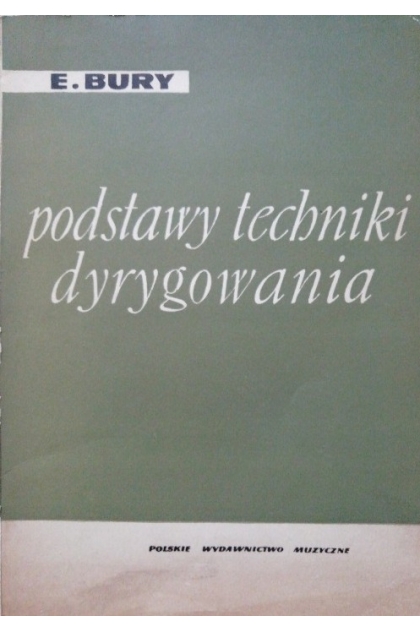 E. BURY
podstawy techniki
dyrygowania
POLSKIE WYDAWNICTWO MUZYCZNE